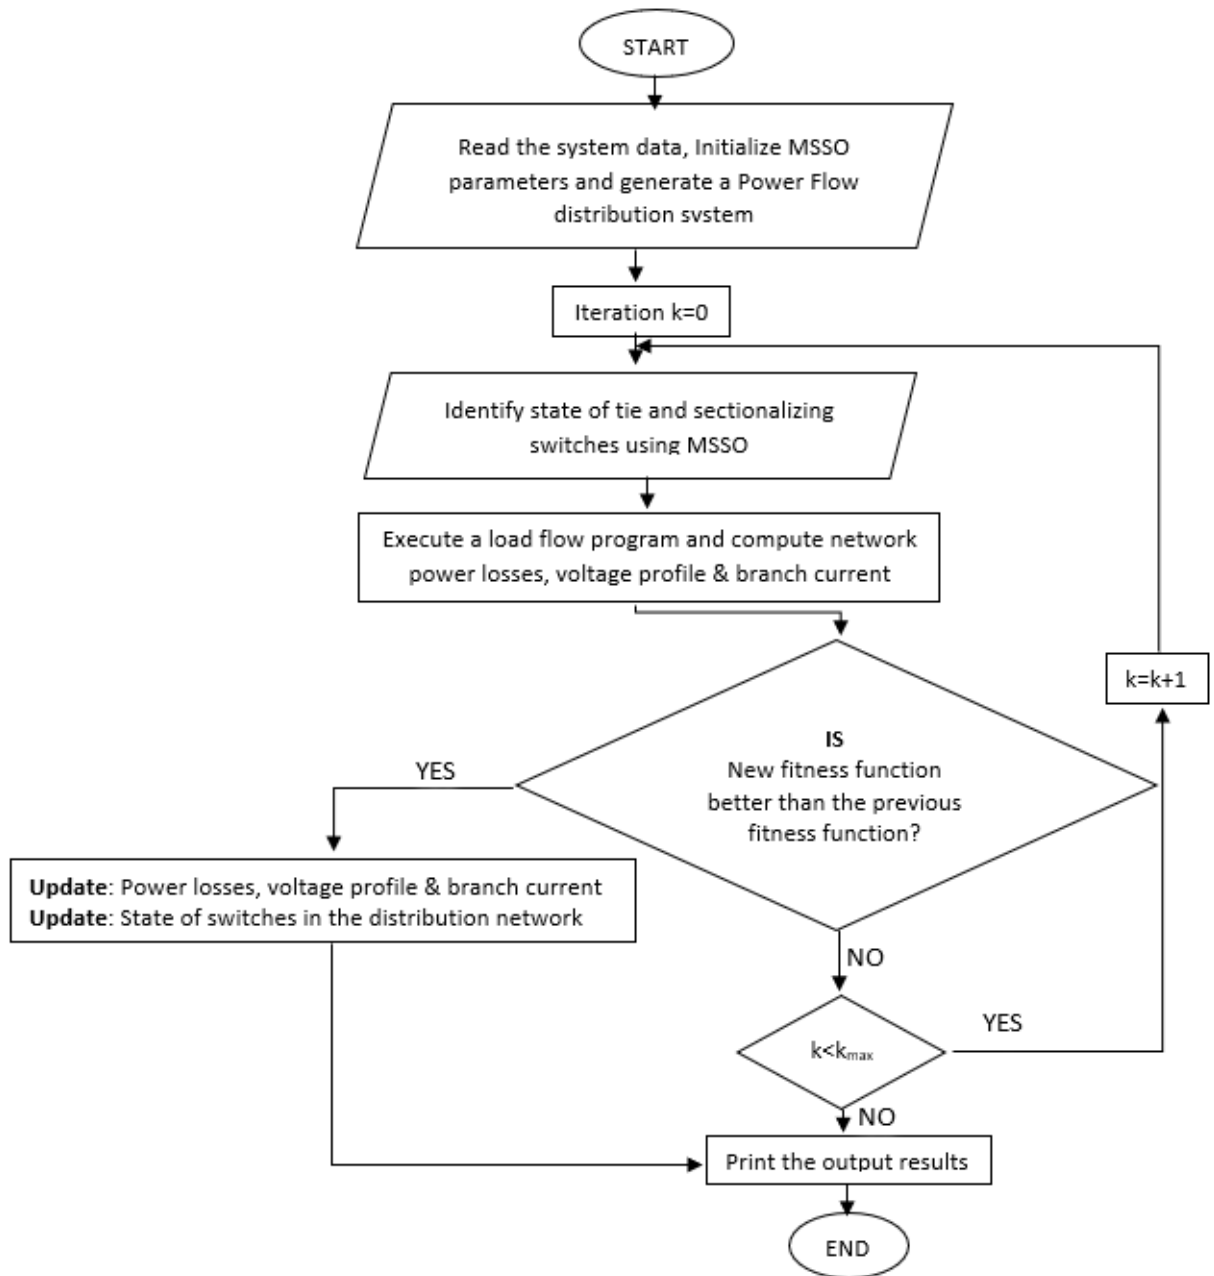 START
Read the system data, Initialize MSSO
parameters and generate a Power Flow
distribution system
Iteration k=0
Identify state of tie and sectionalizing
switches using MSSO
Execute a load flow program and compute network
power losses, voltage profile & branch current
k=k+1
IS
New fitness function
better than the previous
fitness function?
YES
Update: Power losses, voltage profile & branch current
Update: State of switches in the distribution network
NO
k<kmax
YES
NO
Print the output results
END